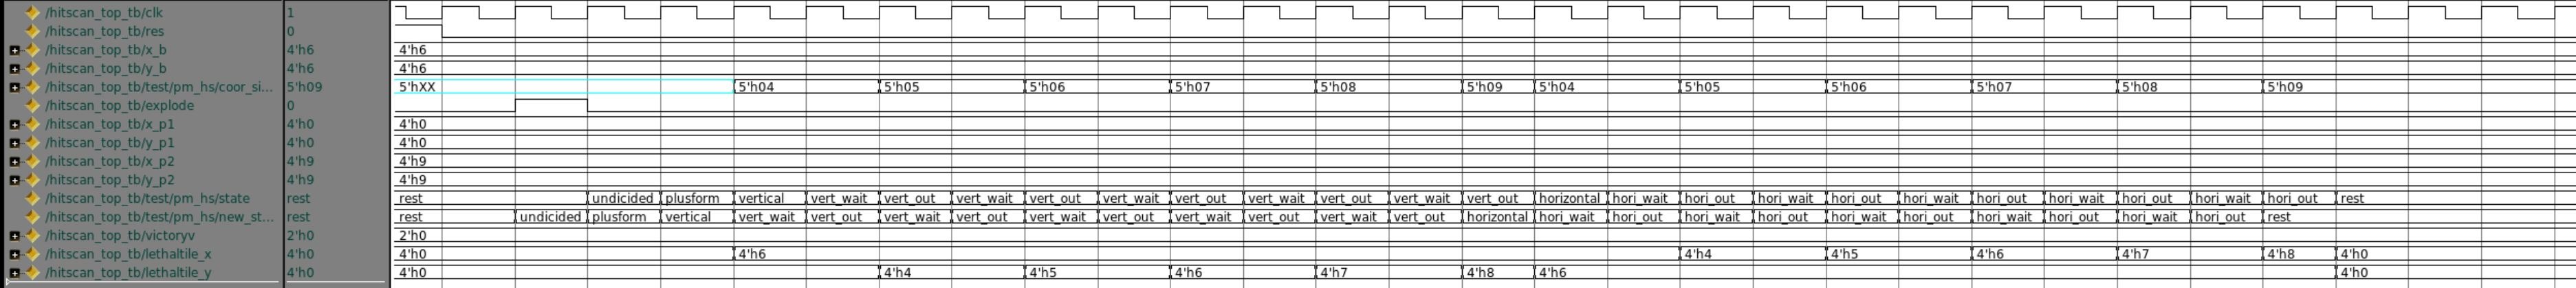 /hitscan_top_tb/clk 1
/hitscan_top_tb/res 0
/hitscan_top_tb/x_b 4'h6 4'h6
/hitscan_top_tb/y_b 4'h6 4'h6
/hitscan_top_tb/test/pm_hs/coor_si... 5'h09 5'hXX 5'h04 5'h05 5'h06 5'h07 5'h08 5'h09 5'h04 5'h05 5'h06 5'h07 5'h08 5'h09
/hitscan_top_tb/explode 0
/hitscan_top_tb/x_p1 4'h0 4'h0
/hitscan_top_tb/y_p1 4'h0 4'h0
/hitscan_top_tb/x_p2 4'h9 4'h9
/hitscan_top_tb/y_p2 4'h9 4'h9
/hitscan_top_tb/test/pm_hs/state rest rest undicided plusform vertical vert_wait vert_out vert_wait vert_out vert_wait vert_out vert_wait vert_out vert_wait vert_out horizontal hori_wait hori_out hori_wait hori_out hori_wait hori_out hori_wait hori_out hori_wait hori_out rest
/hitscan_top_tb/test/pm_hs/new_st... rest rest undicided plusform vertical vert_wait vert_out vert_wait vert_out vert_wait vert_out vert_wait vert_out vert_wait vert_out horizontal hori_wait hori_out hori_wait hori_out hori_wait hori_out hori_wait hori_out hori_wait hori_out rest
/hitscan_top_tb/victoryv 2'h0 2'h0
/hitscan_top_tb/lethaltile_x 4'h0 4'h0 4'h6 4'h4 4'h5 4'h6 4'h7 4'h8 4'h0
/hitscan_top_tb/lethaltile_y 4'h0 4'h0 4'h4 4'h5 4'h6 4'h7 4'h8 4'h6 4'h0